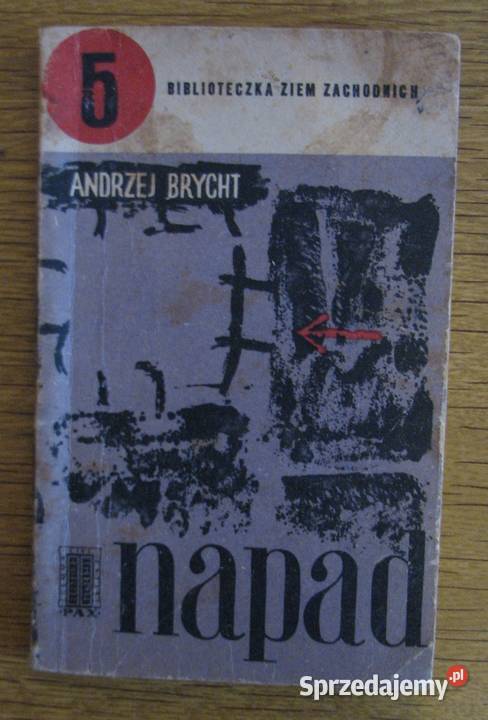 5
BIBLIOTECZKA ZIEM ZACHODNICH
ANDRZEJ BRYCHT
PAX
napad
Sprzedajemy.pl